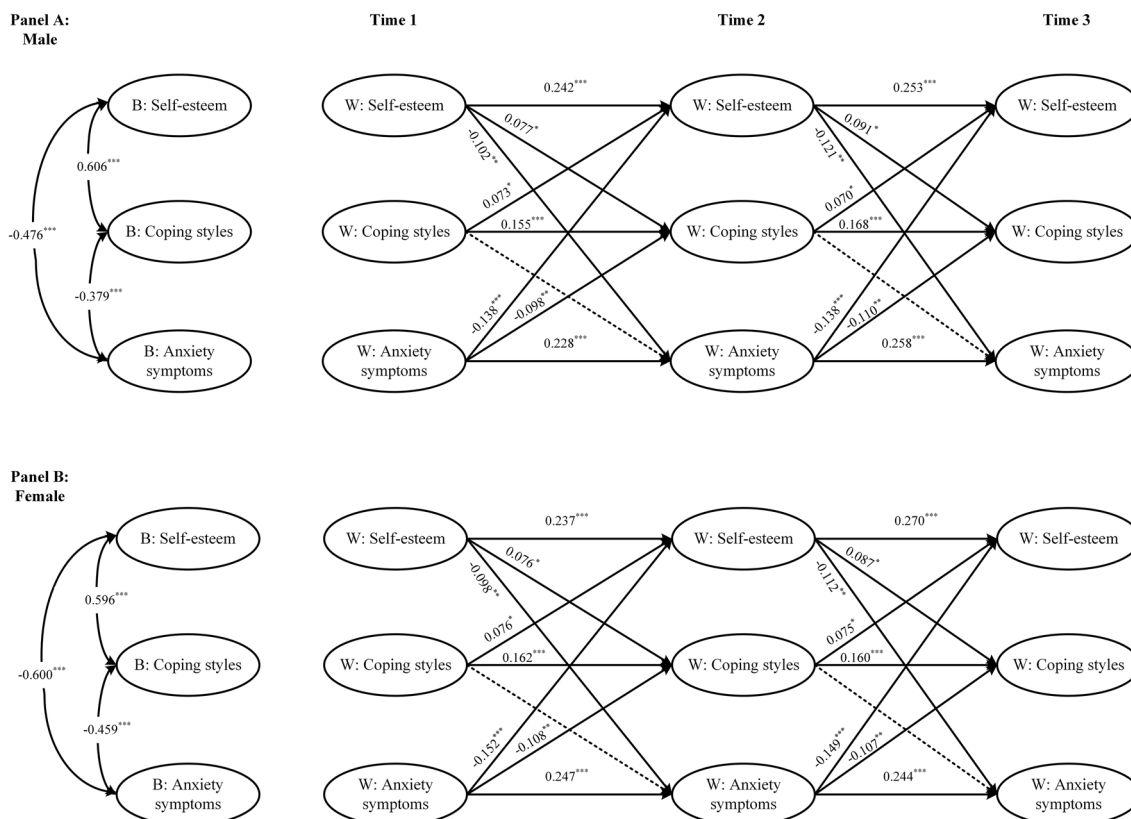 Panel A:
Male
Time 1
Time 2
Time 3
B: Self-esteem
W: Self-esteem
0.242***
W: Self-esteem
0.253***
W: Self-esteem
0.077*
-0.102**
0.091*
-0.121**
0.606***
0.073*
0.070*
-0.476***
B: Coping styles
W: Coping styles
0.155***
W: Coping styles
0.168***
W: Coping styles
-0.379***
-0.138***
-0.098**
-0.138***
-0.110**
B: Anxiety
symptoms
W: Anxiety
symptoms
0.228***
W: Anxiety
symptoms
0.258***
W: Anxiety
symptoms
Panel B:
Female
B: Self-esteem
W: Self-esteem
0.237***
W: Self-esteem
0.270***
W: Self-esteem
0.076*
-0.098**
0.087*
-0.112**
0.596***
0.076*
0.075*
-0.600***
B: Coping styles
W: Coping styles
0.162***
W: Coping styles
0.160***
W: Coping styles
-0.459***
-0.152***
-0.108**
-0.149***
-0.107**
B: Anxiety
symptoms
W: Anxiety
symptoms
0.247***
W: Anxiety
symptoms
0.244***
W: Anxiety
symptoms